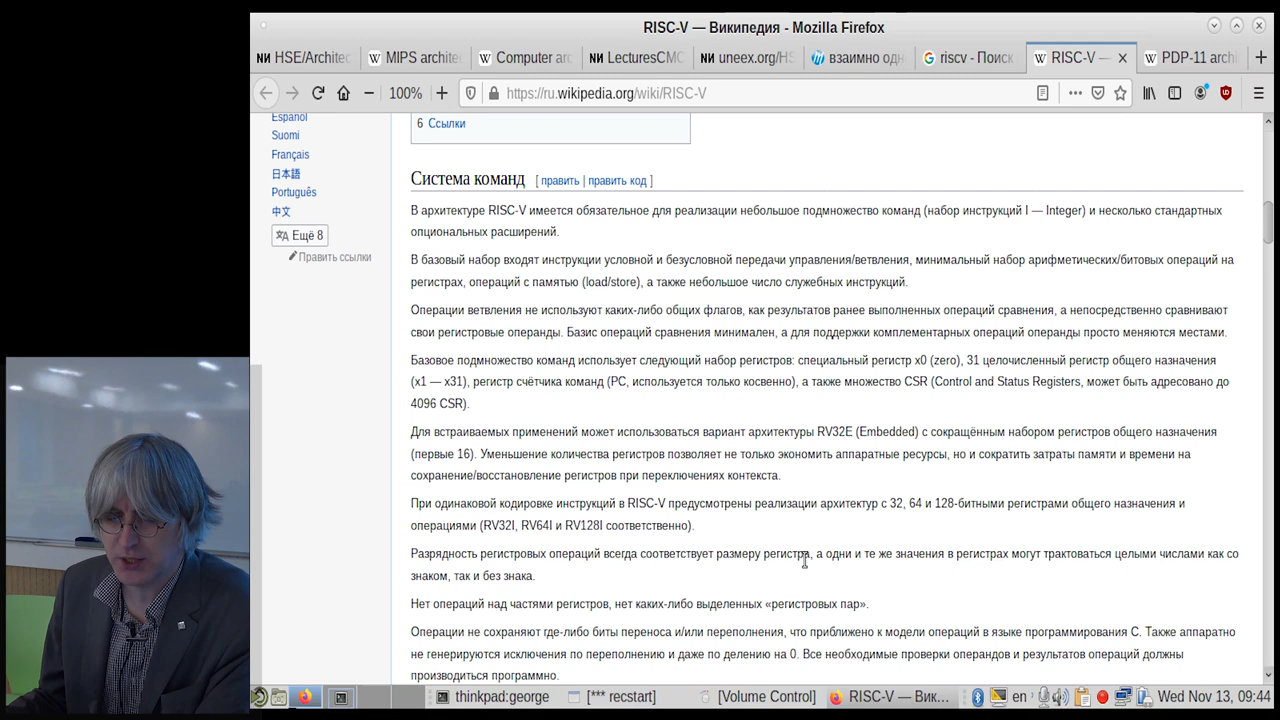 RISC-V — Википедия - Mozilla Firefox
NИ HSE/Architec
W MIPS archite
W Computer arc
NИ LecturesCMC
NИ uneex.org/HS
взаимно одн
G riscv - Поиск
W RISC-V —
W PDP-11 archi
100%
https://ru.wikipedia.org/wiki/RISC-V
Español
Suomi
Français
日本語
Português
中文
Ещё 8
Править ссылки
6 Ссылки
Система команд [ править | править код ]
В архитектуре RISC-V имеется обязательное для реализации небольшое подмножество команд (набор инструкций I — Integer) и несколько стандартных
опциональных расширений.
В базовый набор входят инструкции условной и безусловной передачи управления/ветвления, минимальный набор арифметических/битовых операций на
регистрах, операций с памятью (load/store), а также небольшое число служебных инструкций.
Операции ветвления не используют каких-либо общих флагов, как результатов ранее выполненных операций сравнения, а непосредственно сравнивают
свои регистровые операнды. Базис операций сравнения минимален, а для поддержки комплементарных операций операнды просто меняются местами.
Базовое подмножество команд использует следующий набор регистров: специальный регистр x0 (zero), 31 целочисленный регистр общего назначения
(x1 — x31), регистр счётчика команд (PC, используется только косвенно), а также множество CSR (Control and Status Registers, может быть адресовано до
4096 CSR).
Для встраиваемых применений может использоваться вариант архитектуры RV32E (Embedded) с сокращённым набором регистров общего назначения
(первые 16). Уменьшение количества регистров позволяет не только экономить аппаратные ресурсы, но и сократить затраты памяти и времени на
сохранение/восстановление регистров при переключениях контекста.
При одинаковой кодировке инструкций в RISC-V предусмотрены реализации архитектур с 32, 64 и 128-битными регистрами общего назначения и
операциями (RV32I, RV64I и RV128I соответственно).
Разрядность регистровых операций всегда соответствует размеру регистра, а одни и те же значения в регистрах могут трактоваться целыми числами как со
знаком, так и без знака.
Нет операций над частями регистров, нет каких-либо выделенных «регистровых пар».
Операции не сохраняют где-либо биты переноса и/или переполнения, что приближено к модели операций в языке программирования C. Также аппаратно
не генерируются исключения по переполнению и даже по делению на 0. Все необходимые проверки операндов и результатов операций должны
производиться программно.
thinkpad:george
[*** recstart]
[Volume Control]
RISC-V — Вик...
en
Wed Nov 13, 09:44